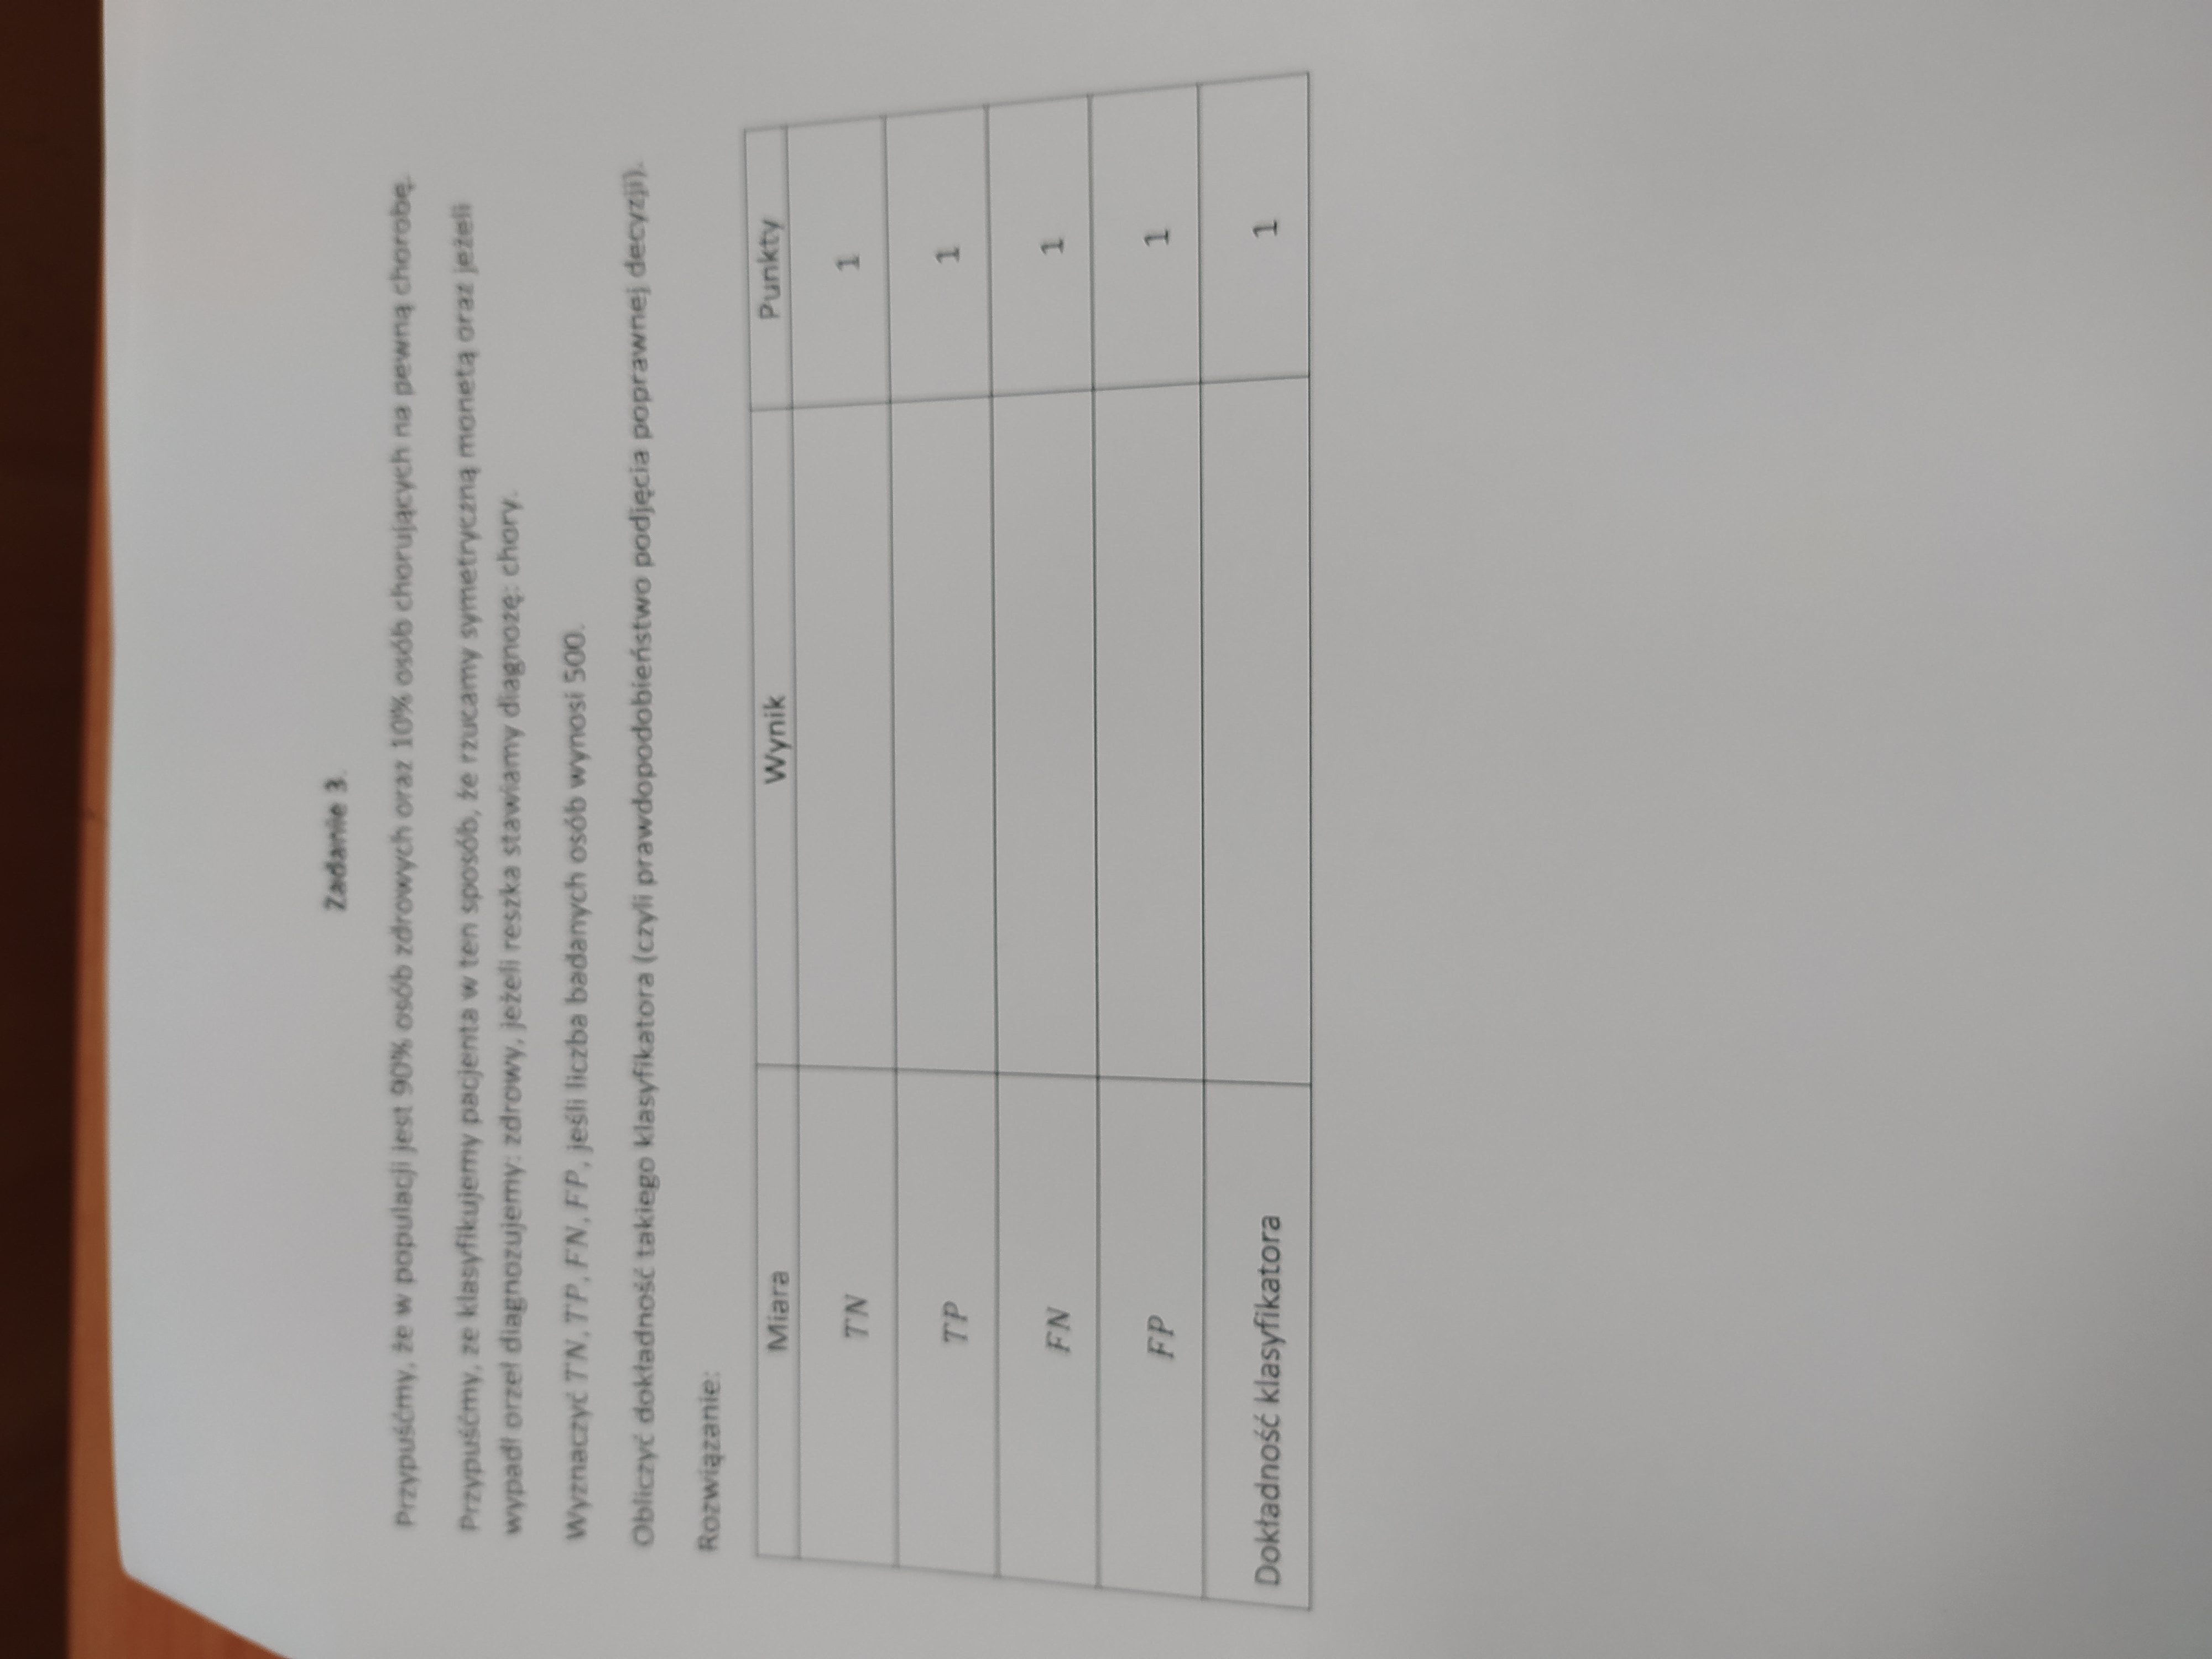 Zadanie 3.
Przypuśćmy, że w populacji jest 90% osób zdrowych oraz 10% osób chorujących na pewną chorobę.
Przypuśćmy, ze klasyfikujemy pacjenta w ten sposób, że rzucamy symetryczną monetą oraz jeżeli
wypadł orzeł diagnozujemy: zdrowy, jeżeli reszka stawiamy diagnozę: chory.
Wyznaczyć TN, TP, FN, FP, jeśli liczba badanych osób wynosi 500.
Obliczyć dokładność takiego klasyfikatora (czyli prawdopodobieństwo podjęcia poprawnej decyzji).
Rozwiązanie:
Miara Wynik Punkty
TN 1
TP 1
FN 1
FP 1
Dokładność klasyfikatora 1